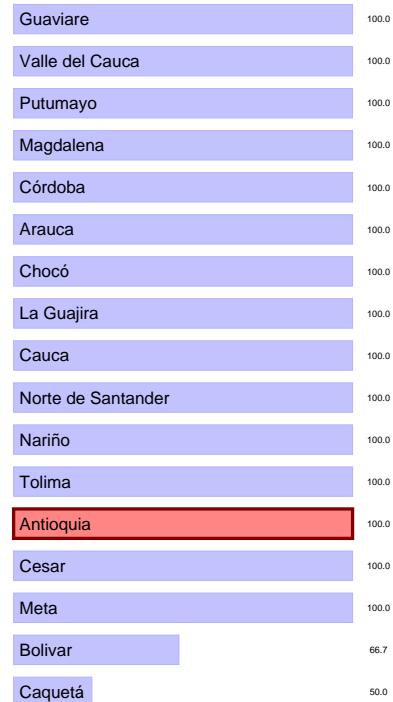 Guaviare 100.0
Valle del Cauca 100.0
Putumayo 100.0
Magdalena 100.0
Córdoba 100.0
Arauca 100.0
Chocó 100.0
La Guajira 100.0
Cauca 100.0
Norte de Santander 100.0
Nariño 100.0
Tolima 100.0
Antioquia 100.0
Cesar 100.0
Meta 100.0
Bolivar 66.7
Caquetá 50.0